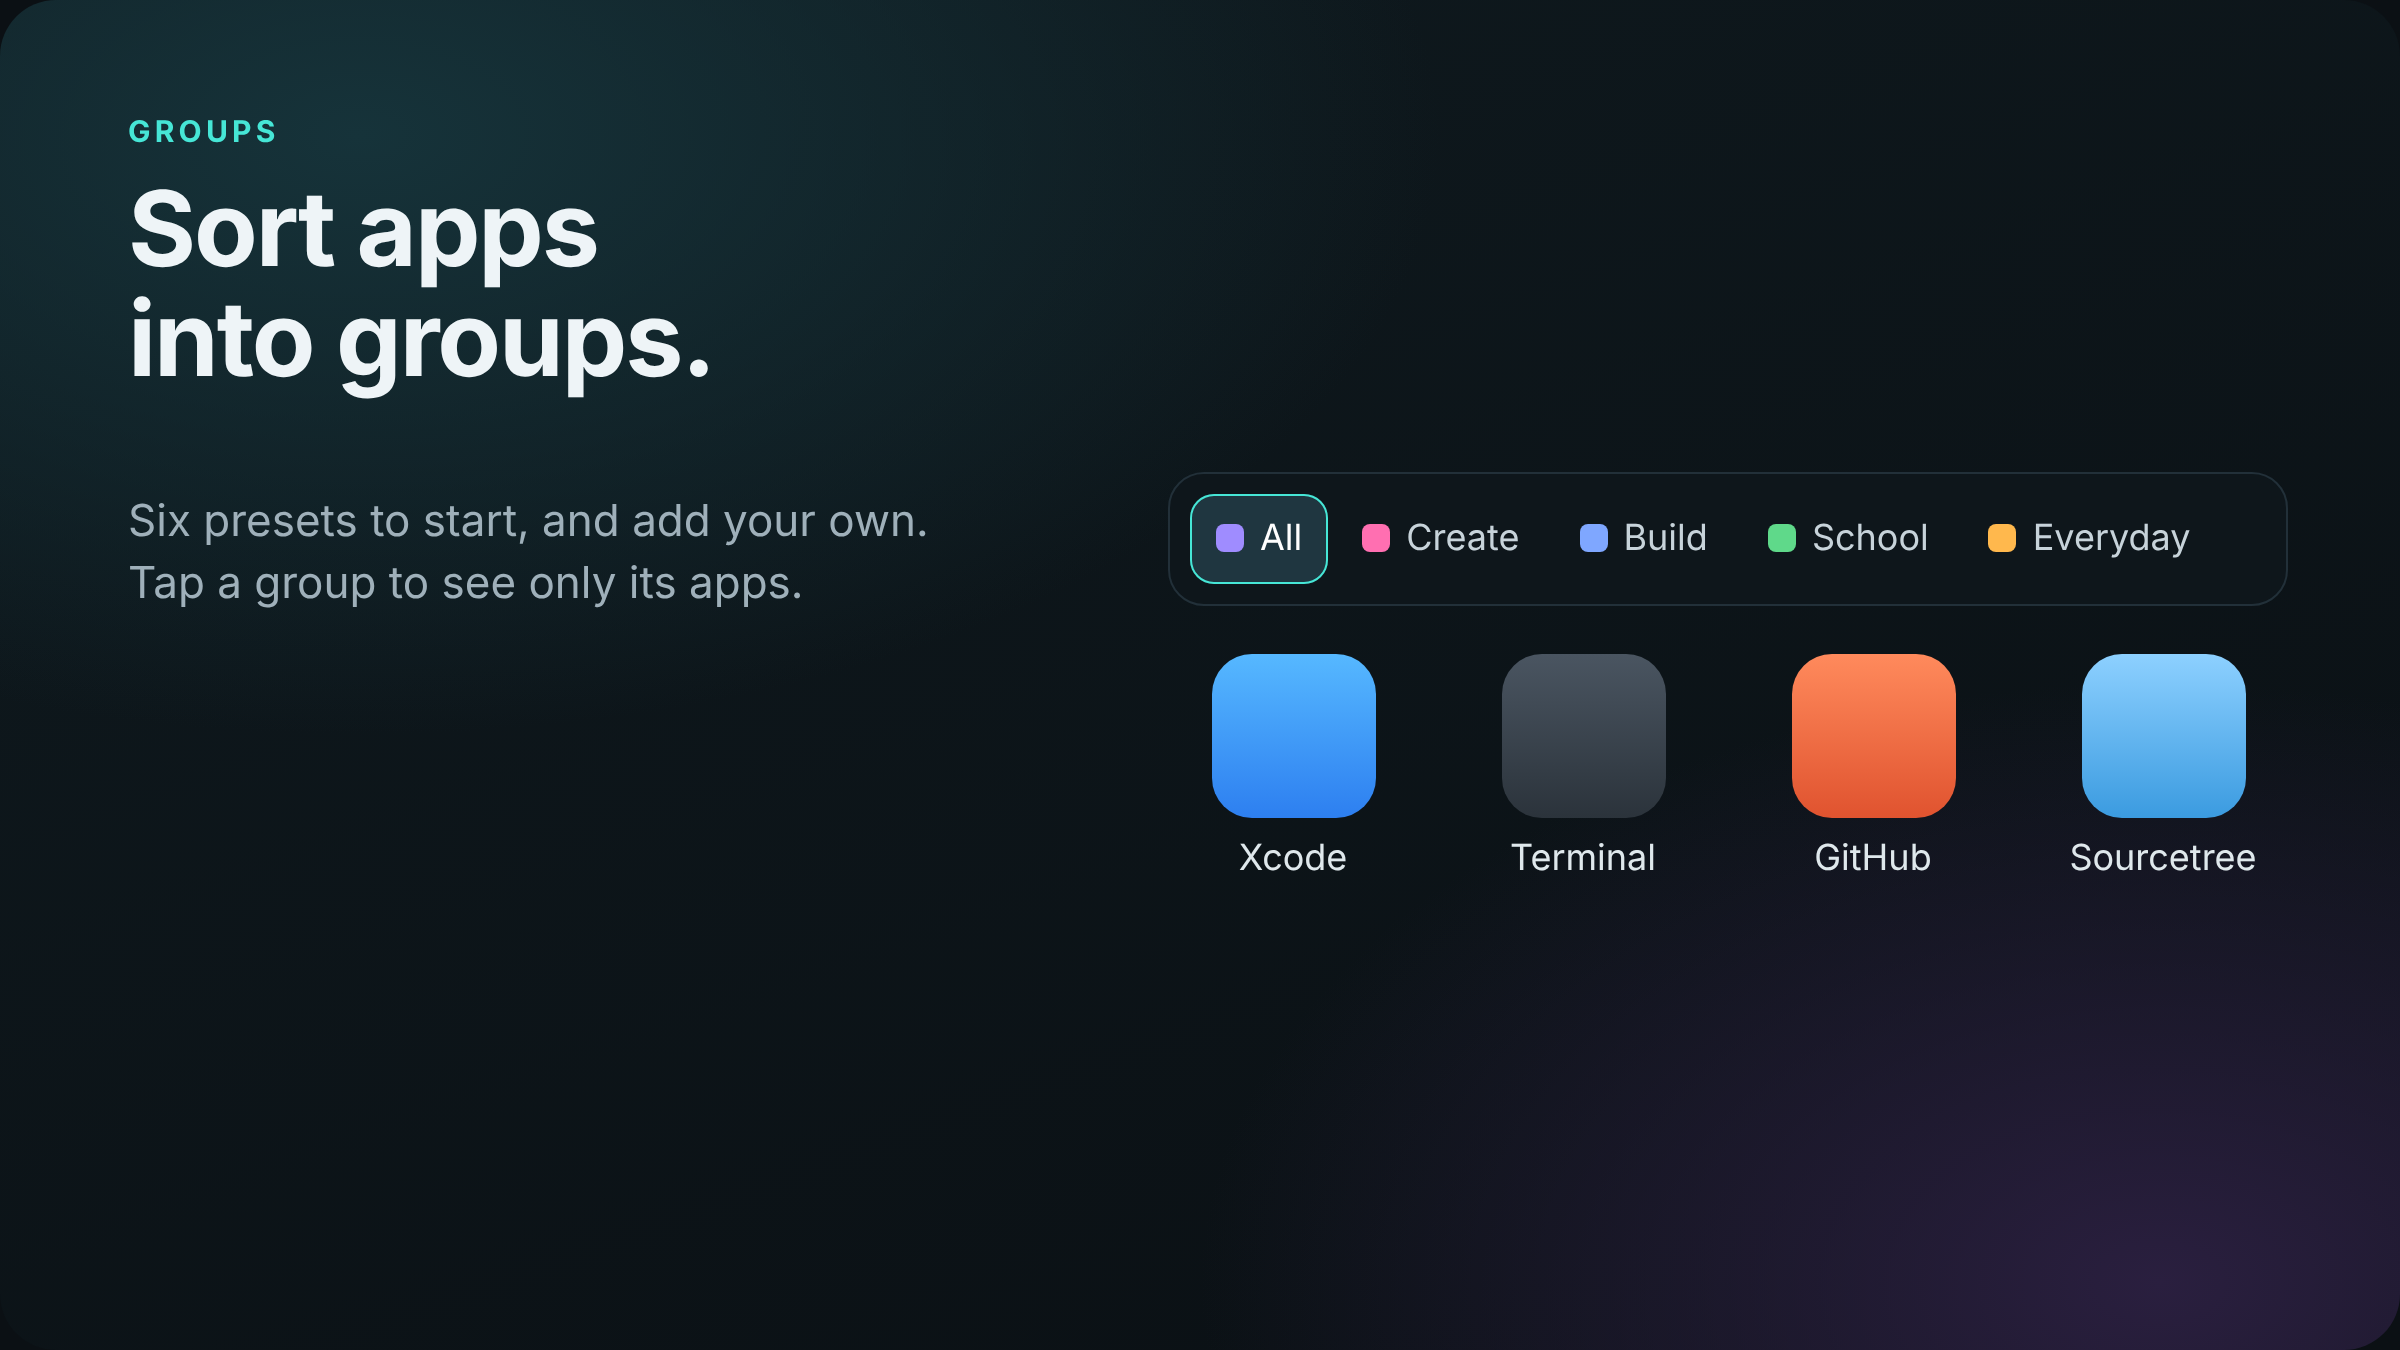 GROUPS
Sort apps
into groups.
Six presets to start, and add your own.
Tap a group to see only its apps.
All Create Build School Everyday
Xcode Terminal GitHub Sourcetree